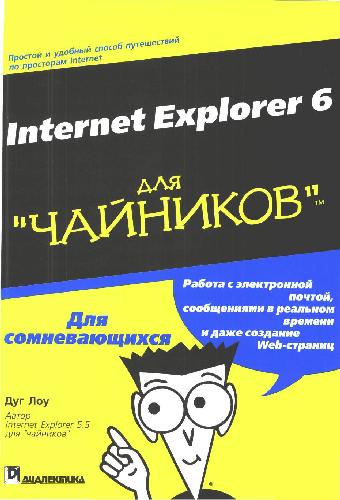 Простой и удобный способ путешествий
по просторам Internet
Internet Explorer 6
для
"ЧАЙНИКОВ"™
Работа с электронной
почтой,
сообщениями в реальном
времени
и даже создание
Web-страниц
Для
сомневающихся
Дуг Лоу
Автор
Internet Explorer 5.5
для "чайников"
ДИАЛЕКТИКА